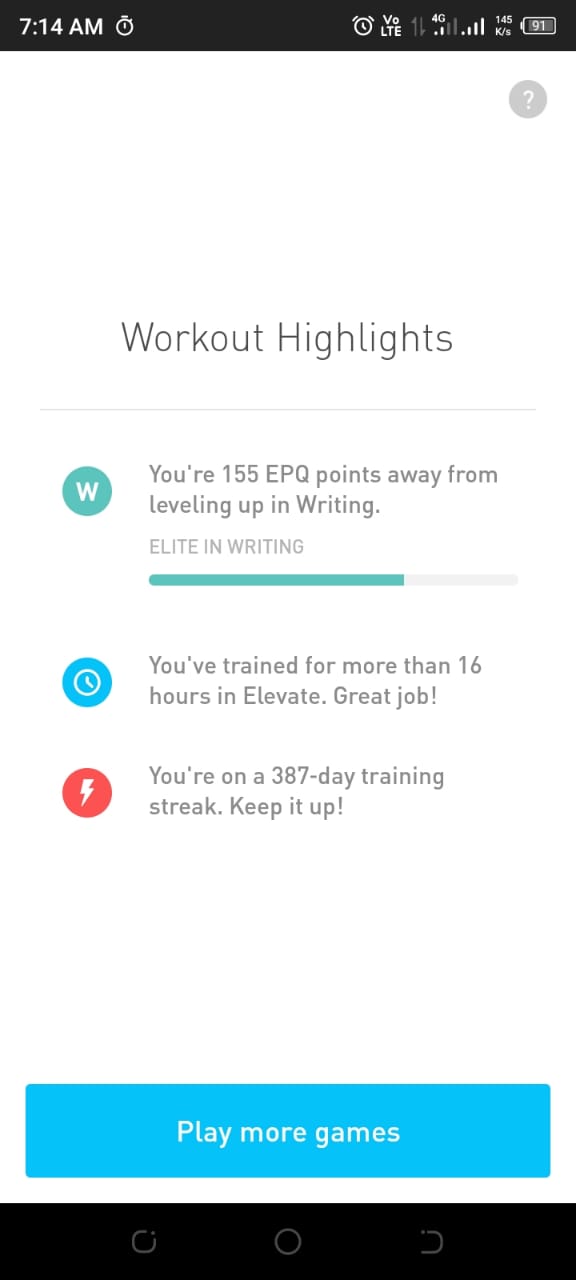 7:14 AM Vo LTE 4G 145 K/s 91
?
Workout Highlights
W
You're 155 EPQ points away from
leveling up in Writing.
ELITE IN WRITING
You've trained for more than 16
hours in Elevate. Great job!
You're on a 387-day training
streak. Keep it up!
Play more games